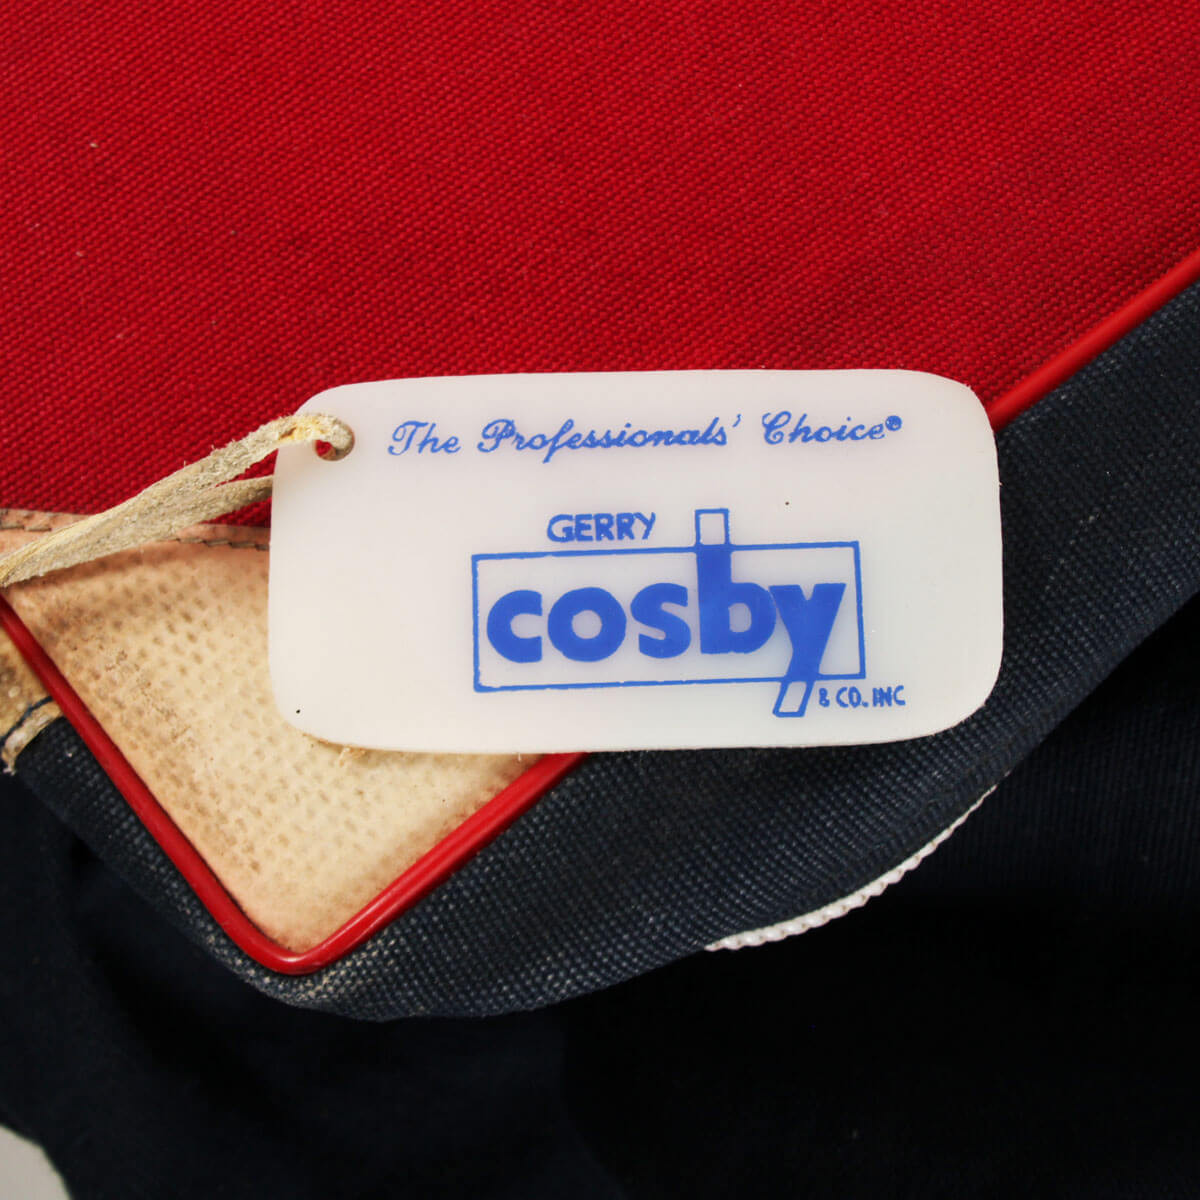 The Professionals' Choice®
GERRY
cosby
& CO. INC